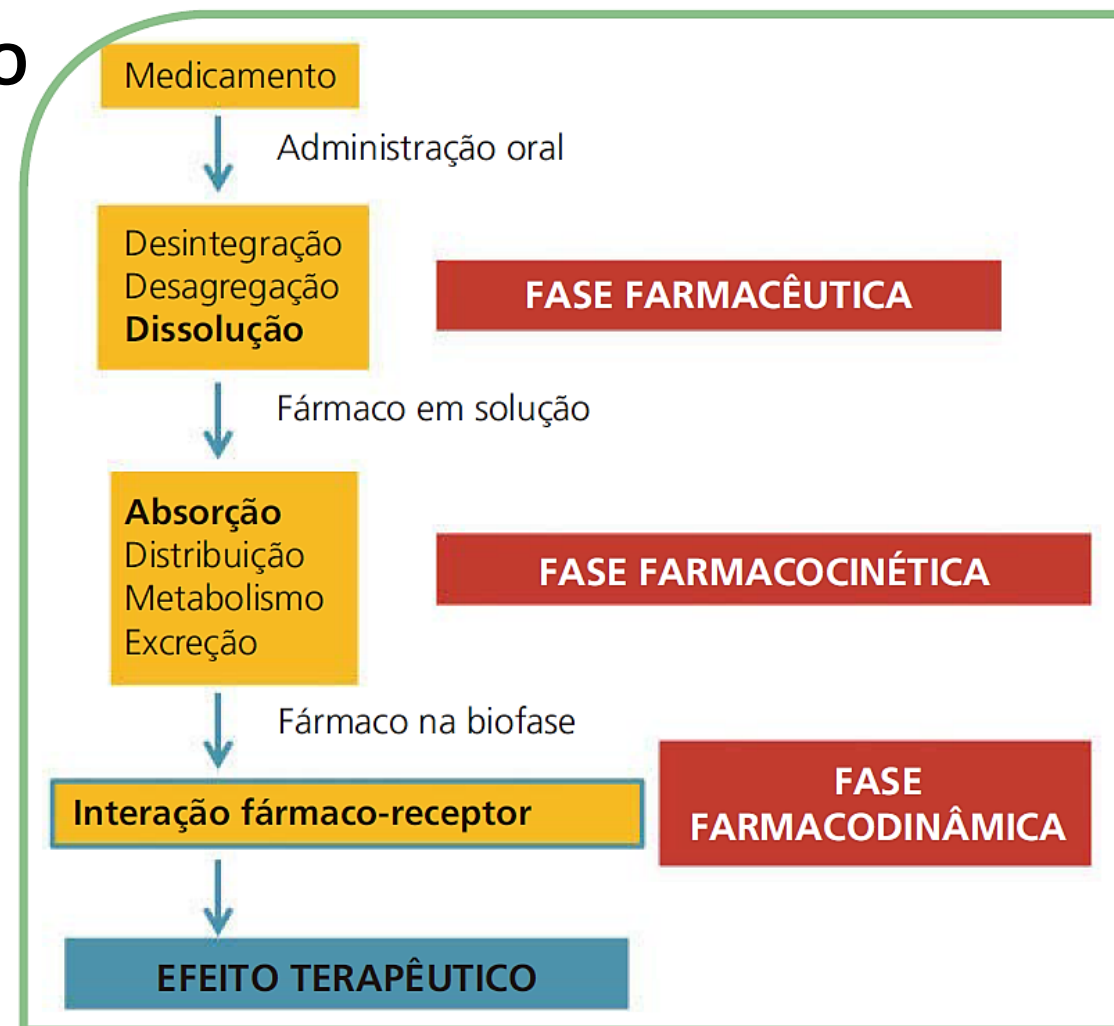 o
Medicamento
Administração oral
Desintegração
Desagregação
Dissolução
FASE FARMACÊUTICA
Fármaco em solução
Absorção
Distribuição
Metabolismo
Excreção
FASE FARMACOCINÉTICA
Fármaco na biofase
Interação fármaco-receptor
FASE
FARMACODINÂMICA
EFEITO TERAPÊUTICO